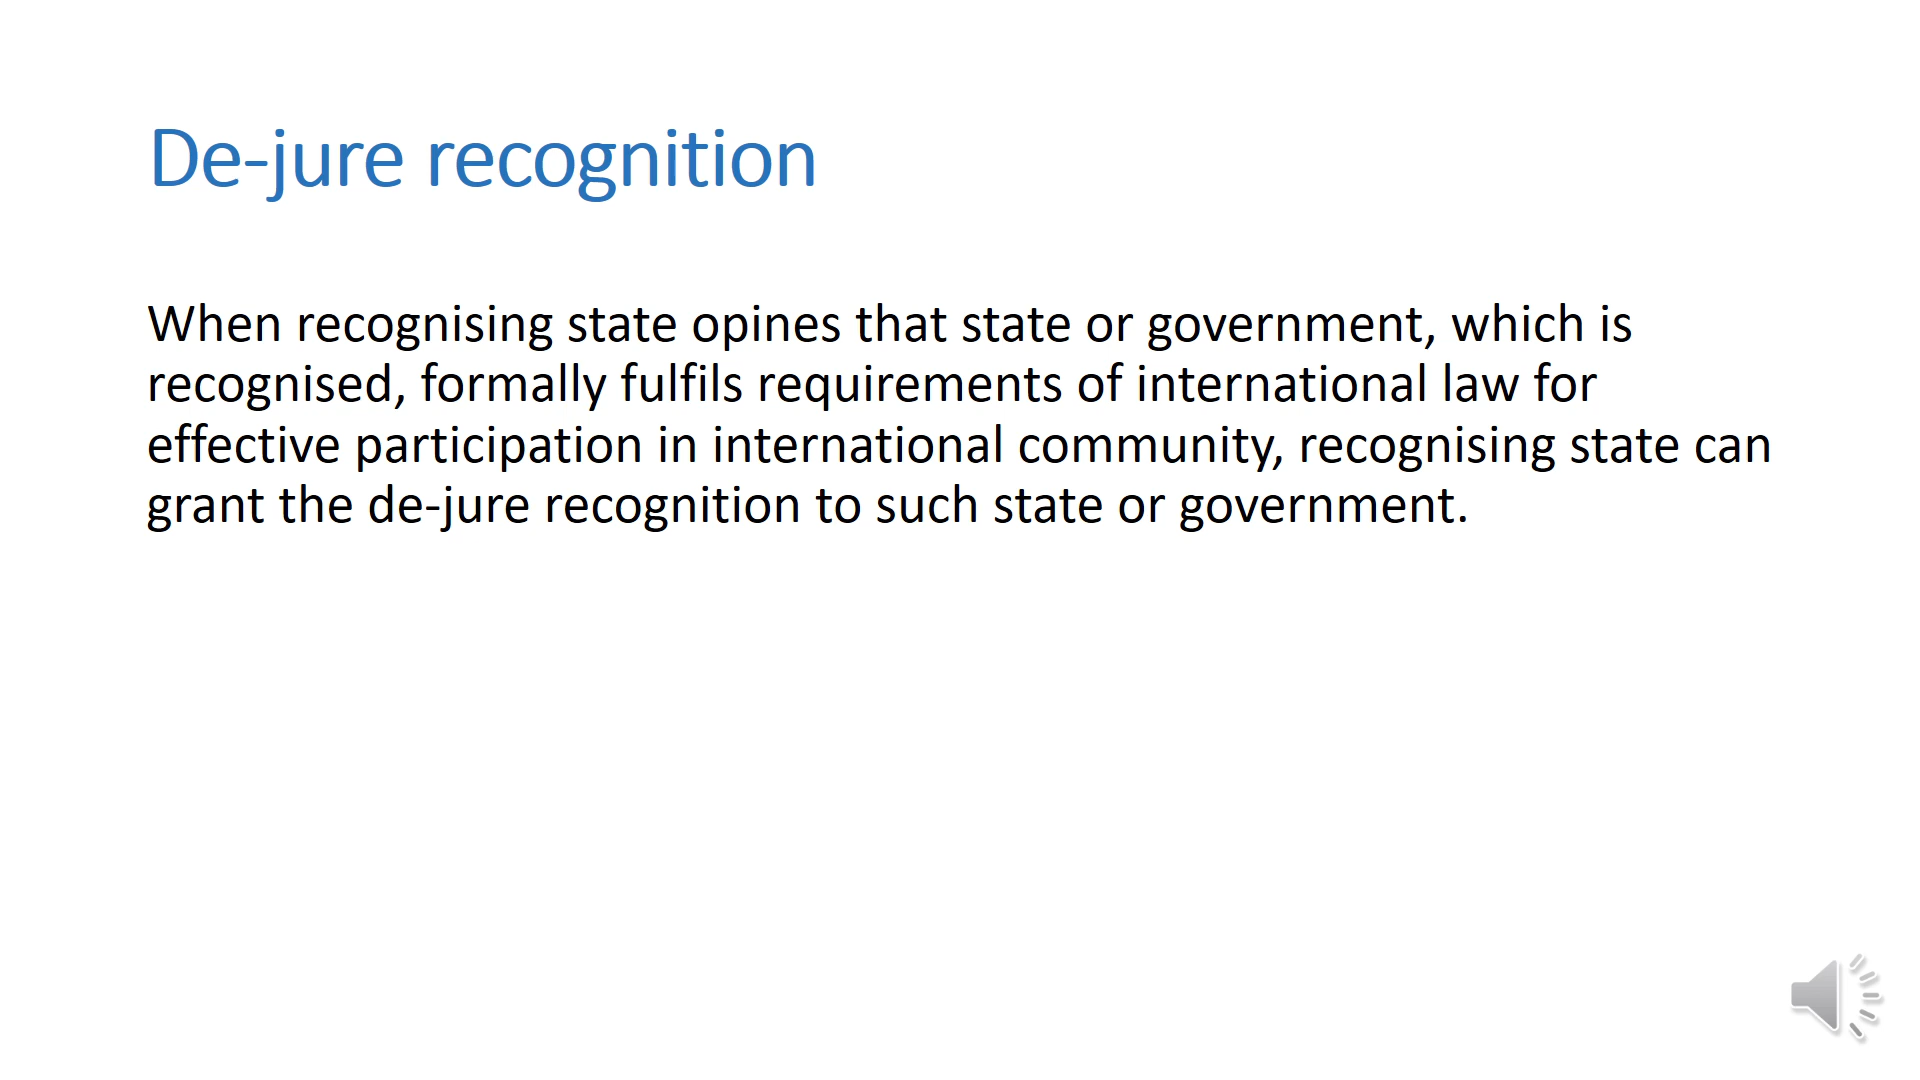 De-jure recognition
When recognising state opines that state or government, which is
recognised, formally fulfils requirements of international law for
effective participation in international community, recognising state can
grant the de-jure recognition to such state or government.